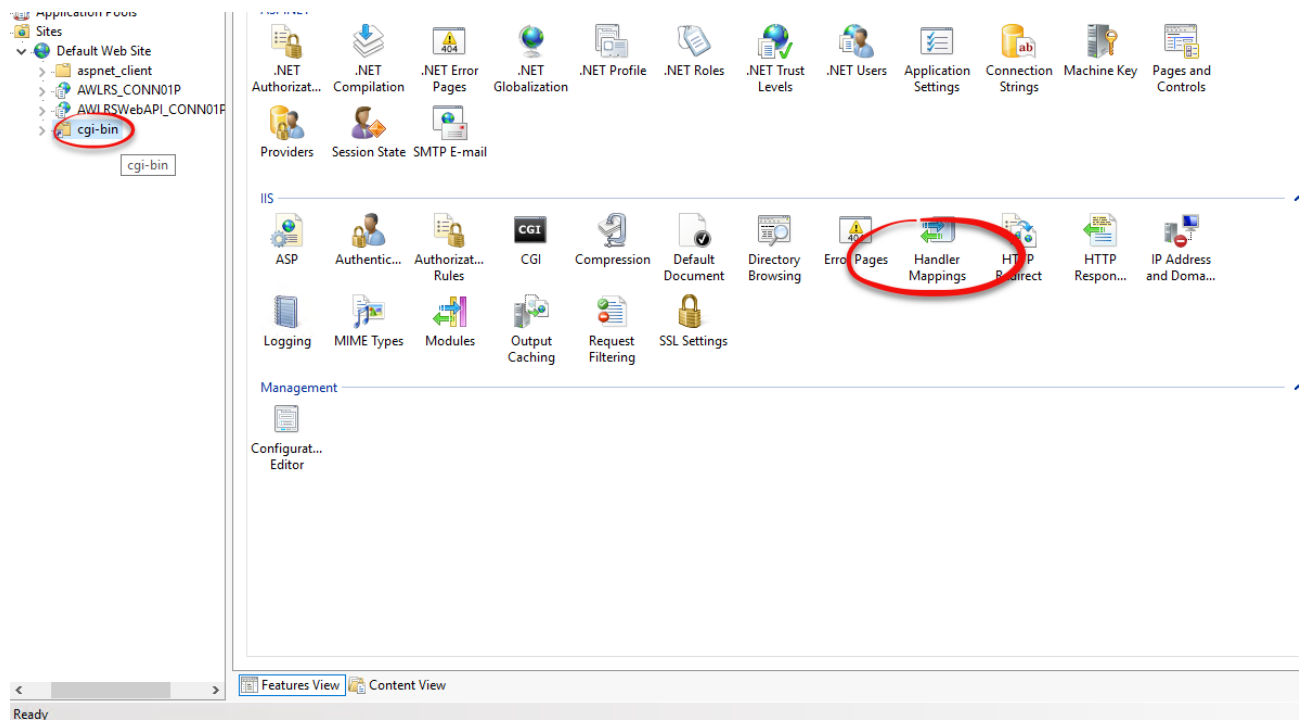 Application Pools
Sites
Default Web Site
aspnet_client
AWLRS_CONN01P
AWLRSWebAPI_CONN01P
cgi-bin
cgi-bin
ASP.NET
.NET Authorizat...
.NET Compilation
.NET Error Pages
.NET Globalization
.NET Profile
.NET Roles
.NET Trust Levels
.NET Users
Application Settings
Connection Strings
Machine Key
Pages and Controls
Providers
Session State
SMTP E-mail
IIS
ASP
Authentic...
Authorizat... Rules
CGI
Compression
Default Document
Directory Browsing
Error Pages
Handler Mappings
HTTP Redirect
HTTP Respon...
IP Address and Doma...
Logging
MIME Types
Modules
Output Caching
Request Filtering
SSL Settings
Management
Configurat... Editor
Features View
Content View
Ready